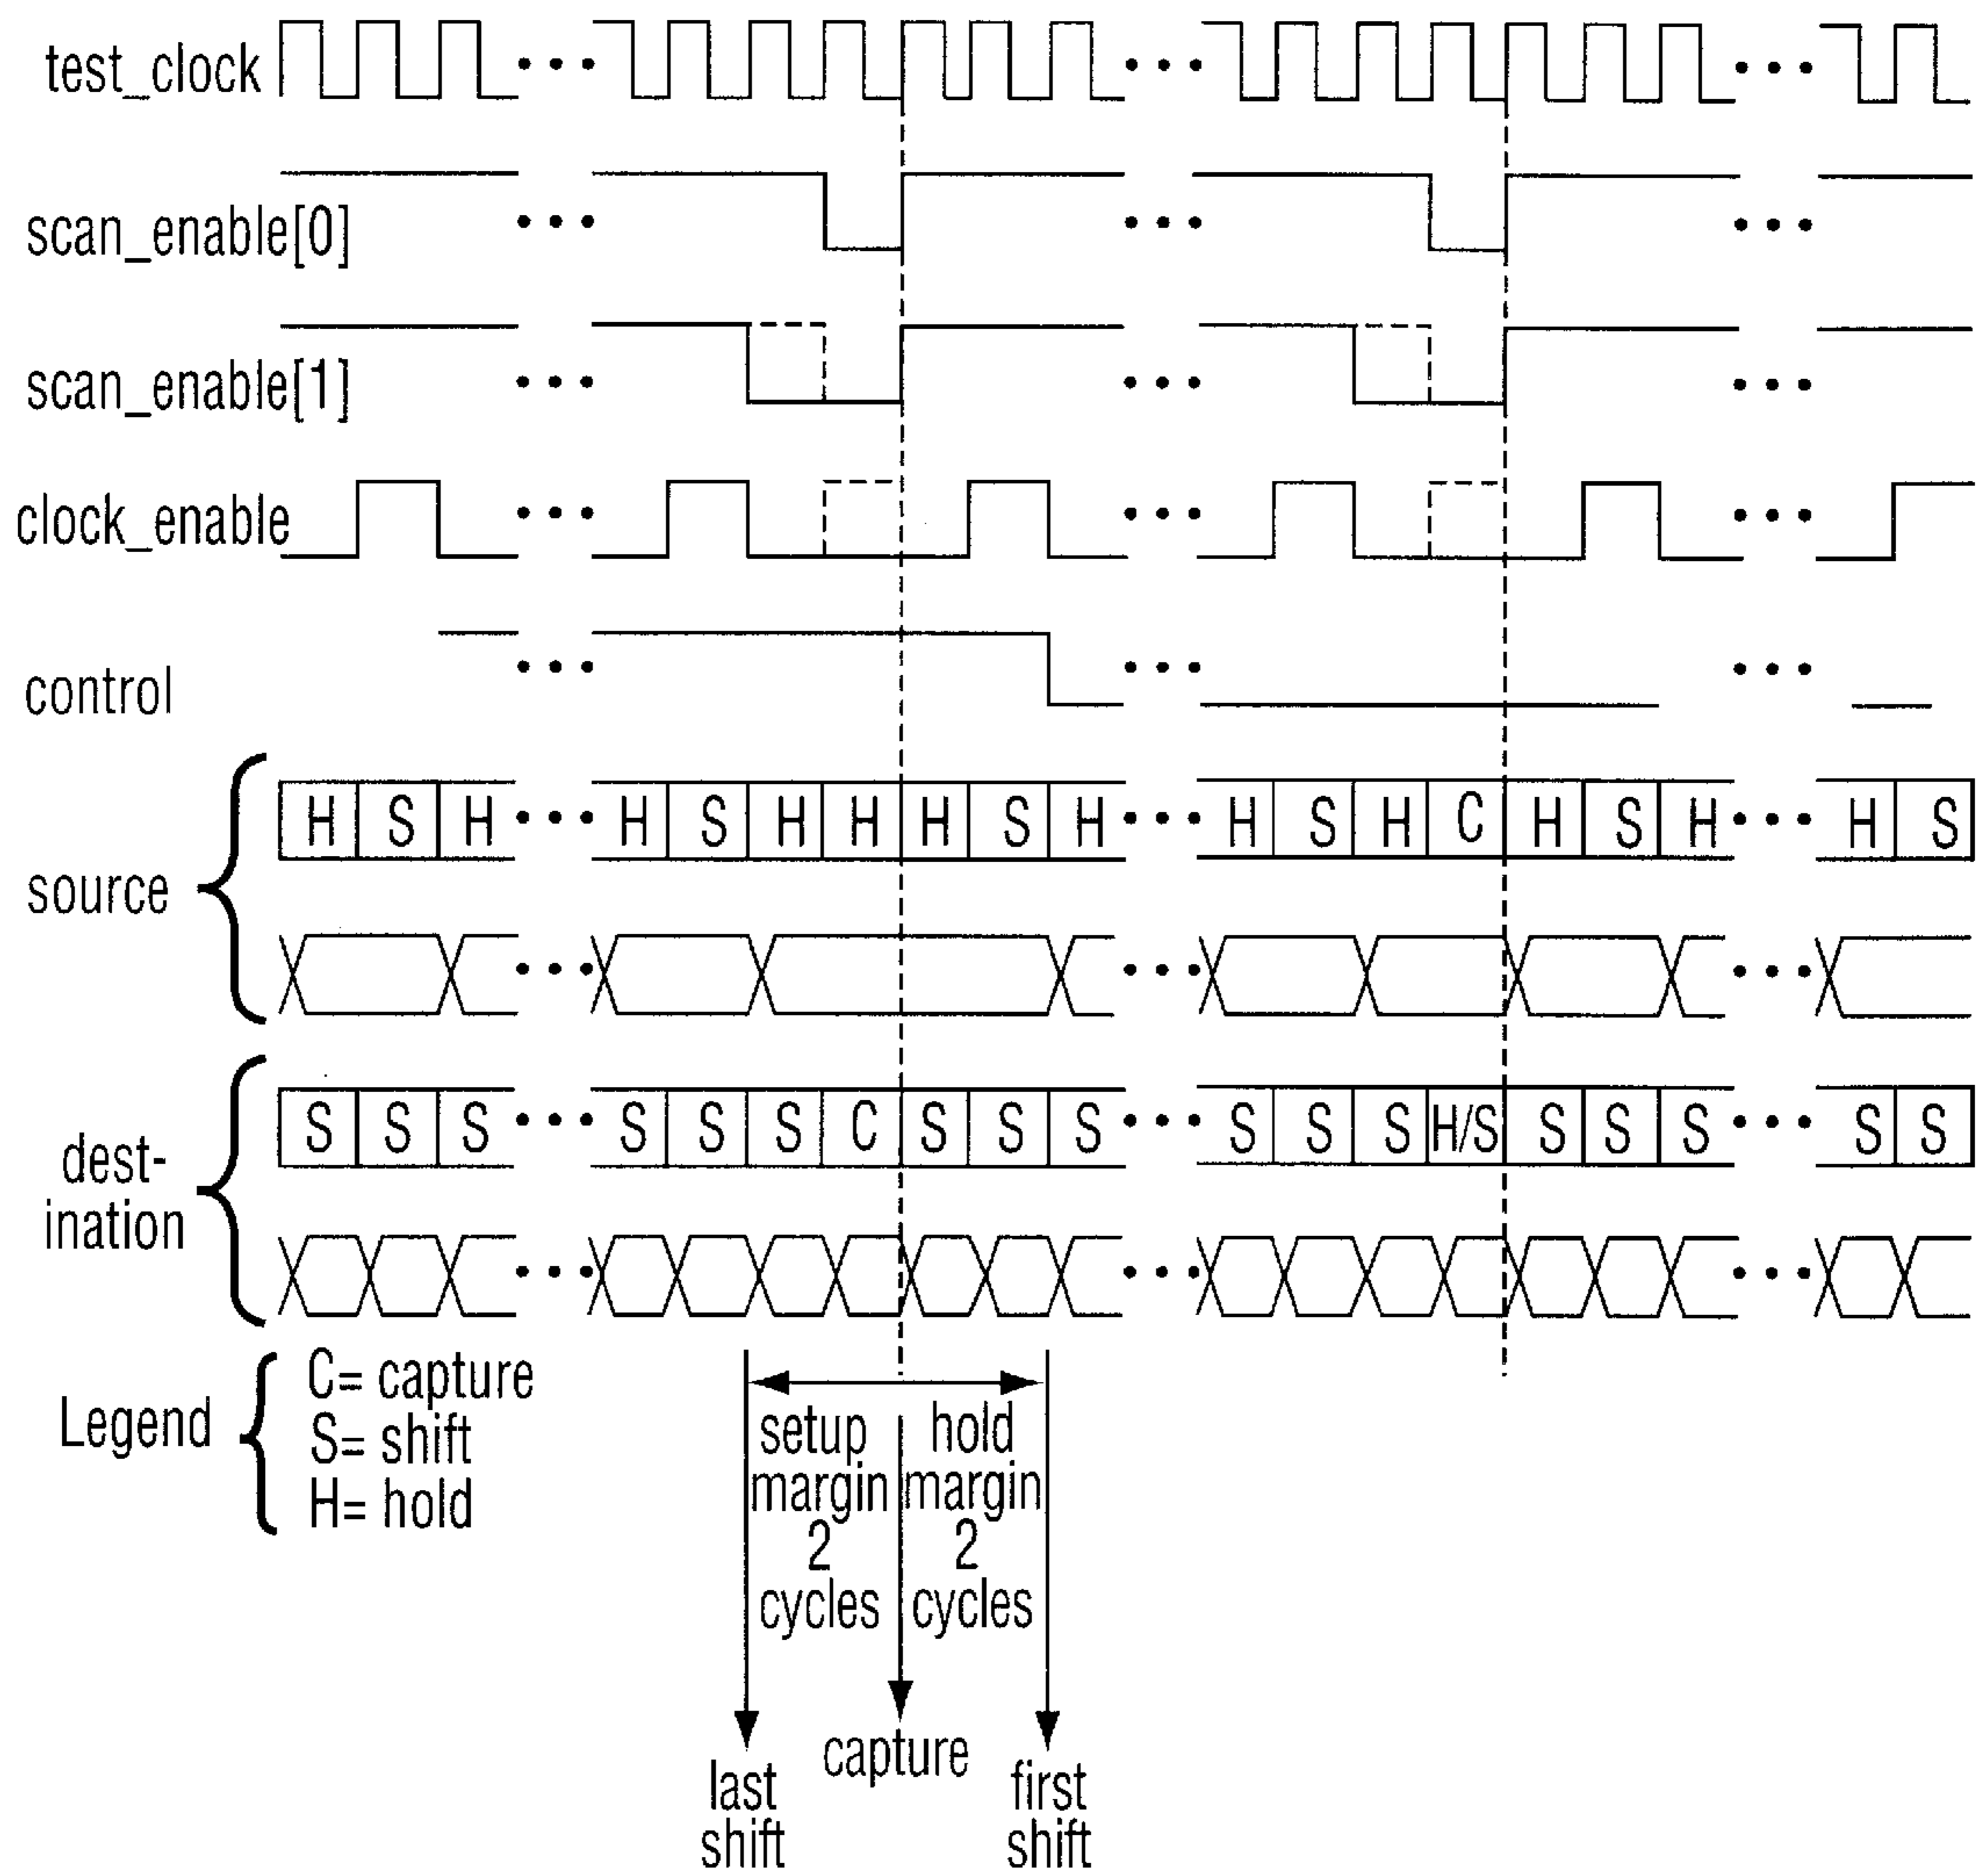 test_clock
scan_enable[0]
scan_enable[1]
clock_enable
control
source
H S H ••• H S H H H S H ••• H S H C H S H ••• H S
dest-
ination
S S S ••• S S S C S S S ••• S S S H/S S S S ••• S S
Legend
C= capture
S= shift
H= hold
setup
margin
2
cycles
hold
margin
2
cycles
last
shift
capture
first
shift